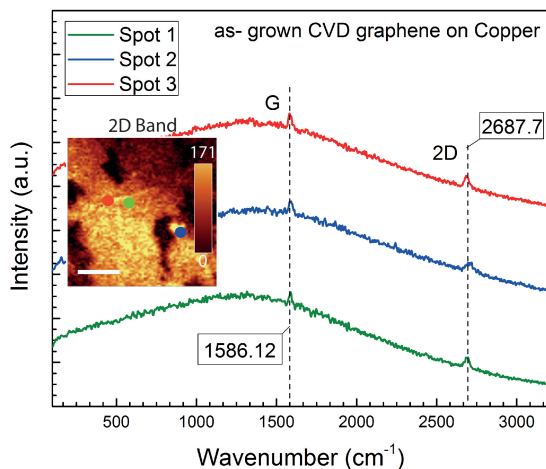 Spot 1
Spot 2
Spot 3
as- grown CVD graphene on Copper
G
2D Band
171
0
2D
2687.7
1586.12
Intensity (a.u.)
500 1000 1500 2000 2500 3000
Wavenumber (cm⁻¹)